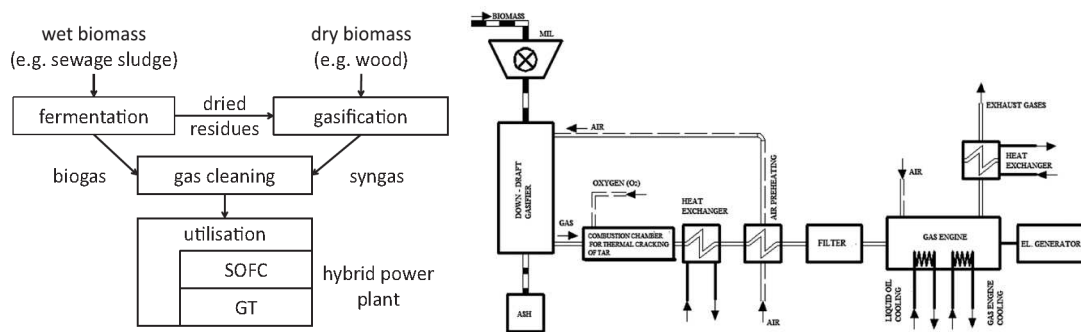 wet biomass
(e.g. sewage sludge)
dry biomass
(e.g. wood)
fermentation
dried
residues
gasification
biogas
gas cleaning
syngas
utilisation
SOFC
GT
hybrid power
plant
BIOMASS
MIL
DOWN - DRAFT
GASIFIER
ASH
AIR
OXYGEN (O2)
GAS
COMBUSTION CHAMBER
FOR THERMAL CRACKING
OF TAR
HEAT
EXCHANGER
AIR PREHEATING
AIR
FILTER
AIR
GAS ENGINE
LIQUID OIL
COOLING
GAS ENGINE
COOLING
EXHAUST GASES
HEAT
EXCHANGER
EL. GENERATOR